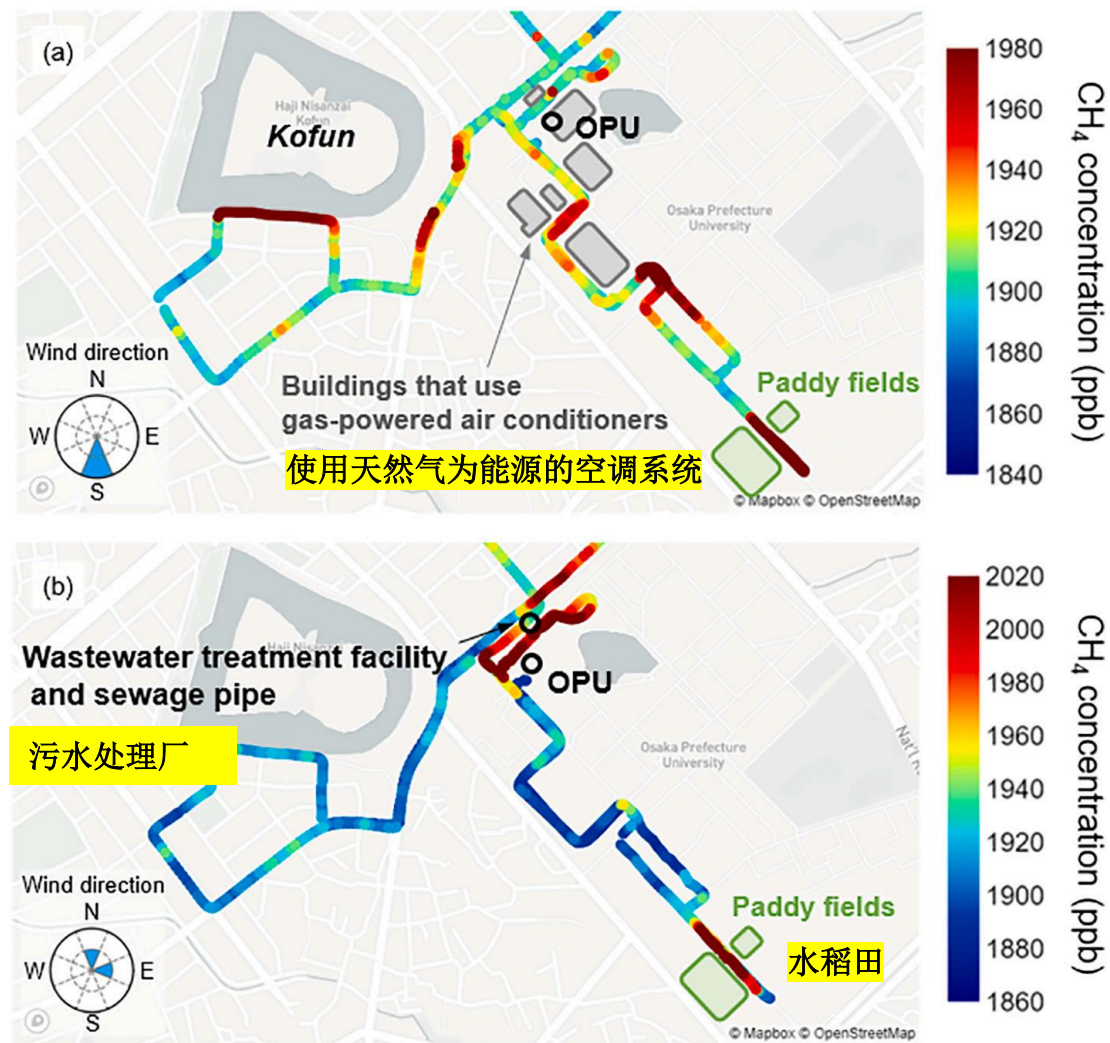 (a)
Haji Nisanzai
Kofun
Kofun
OPU
Osaka Prefecture
University
Wind direction
N
W
E
S
Buildings that use
gas-powered air conditioners
使用天然气为能源的空调系统
Paddy fields
© Mapbox © OpenStreetMap
1980
1960
1940
1920
1900
1880
1860
1840
CH₄ concentration (ppb)
(b)
Haji Nisanzai
Wastewater treatment facility
and sewage pipe
污水处理厂
OPU
Osaka Prefecture
University
Wind direction
N
W
E
S
Paddy fields
水稻田
© Mapbox © OpenStreetMap
2020
2000
1980
1960
1940
1920
1900
1880
1860
CH₄ concentration (ppb)